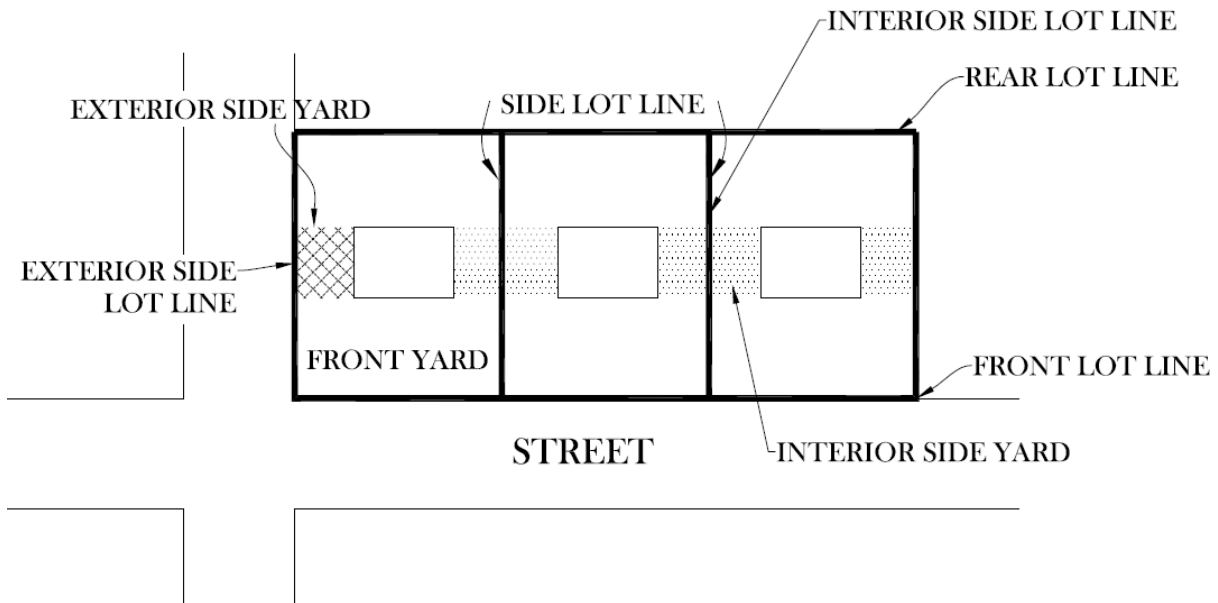 INTERIOR SIDE LOT LINE
REAR LOT LINE
EXTERIOR SIDE YARD
SIDE LOT LINE
EXTERIOR SIDE
LOT LINE
FRONT YARD
FRONT LOT LINE
STREET
INTERIOR SIDE YARD